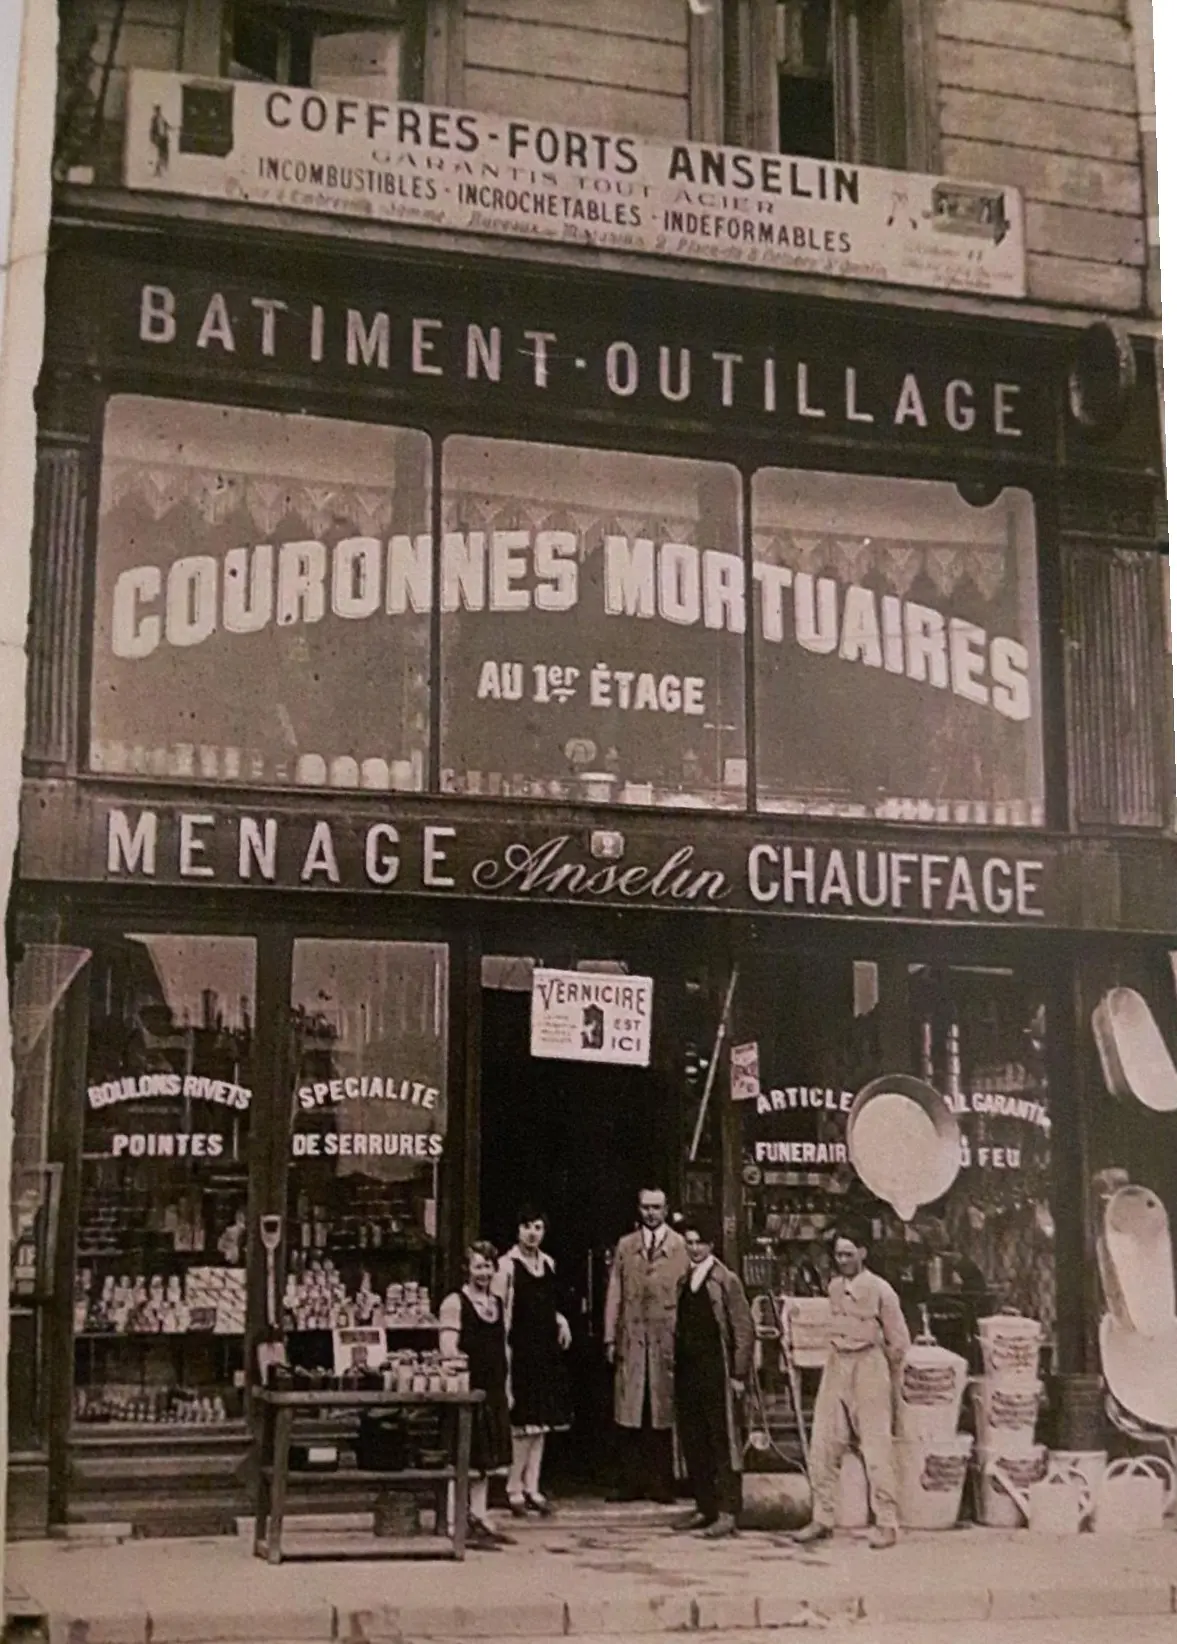 COFFRES-FORTS ANSELIN
GARANTIS TOUT ACIER
INCOMBUSTIBLES - INCROCHETABLES - INDEFORMABLES
BATIMENT · OUTILLAGE
COURONNES MORTUAIRES
AU 1er ÉTAGE
2
MENAGE Anselin CHAUFFAGE
VERNICIRE
EST
ICI
BOULONS RIVETS
POINTES
SPECIALITE
DE SERRURES
ARTICLE
FUNERAIR
GARANTI
FEU